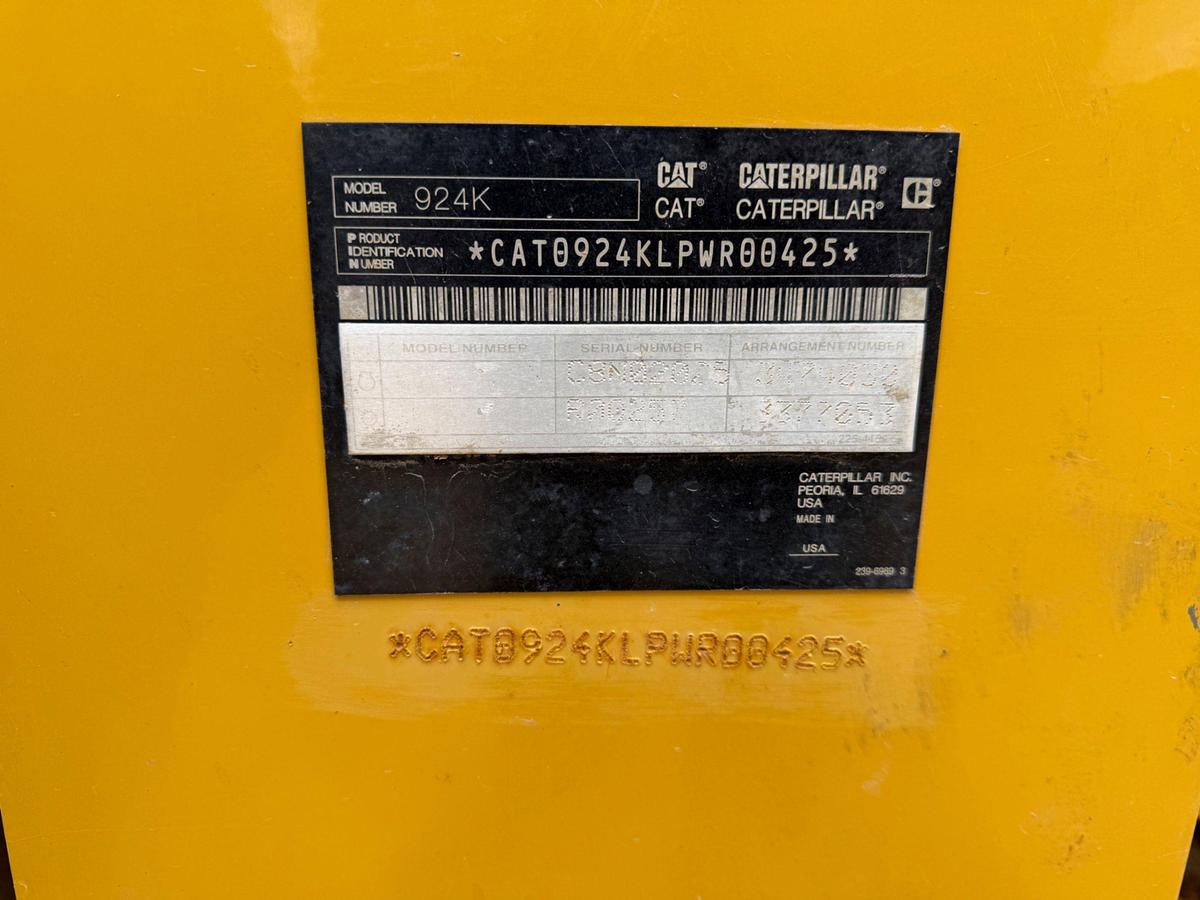 CAT® CATERPILLAR®
CAT® CATERPILLAR®
MODEL NUMBER 924K
PRODUCT IDENTIFICATION NUMBER *CAT0924KLPWR00425*
MODEL NUMBER SERIAL NUMBER ARRANGEMENT NUMBER
3377053
CATERPILLAR INC.
PEORIA, IL 61629
USA
MADE IN
USA
239-6969 3
*CAT0924KLPWR00425*